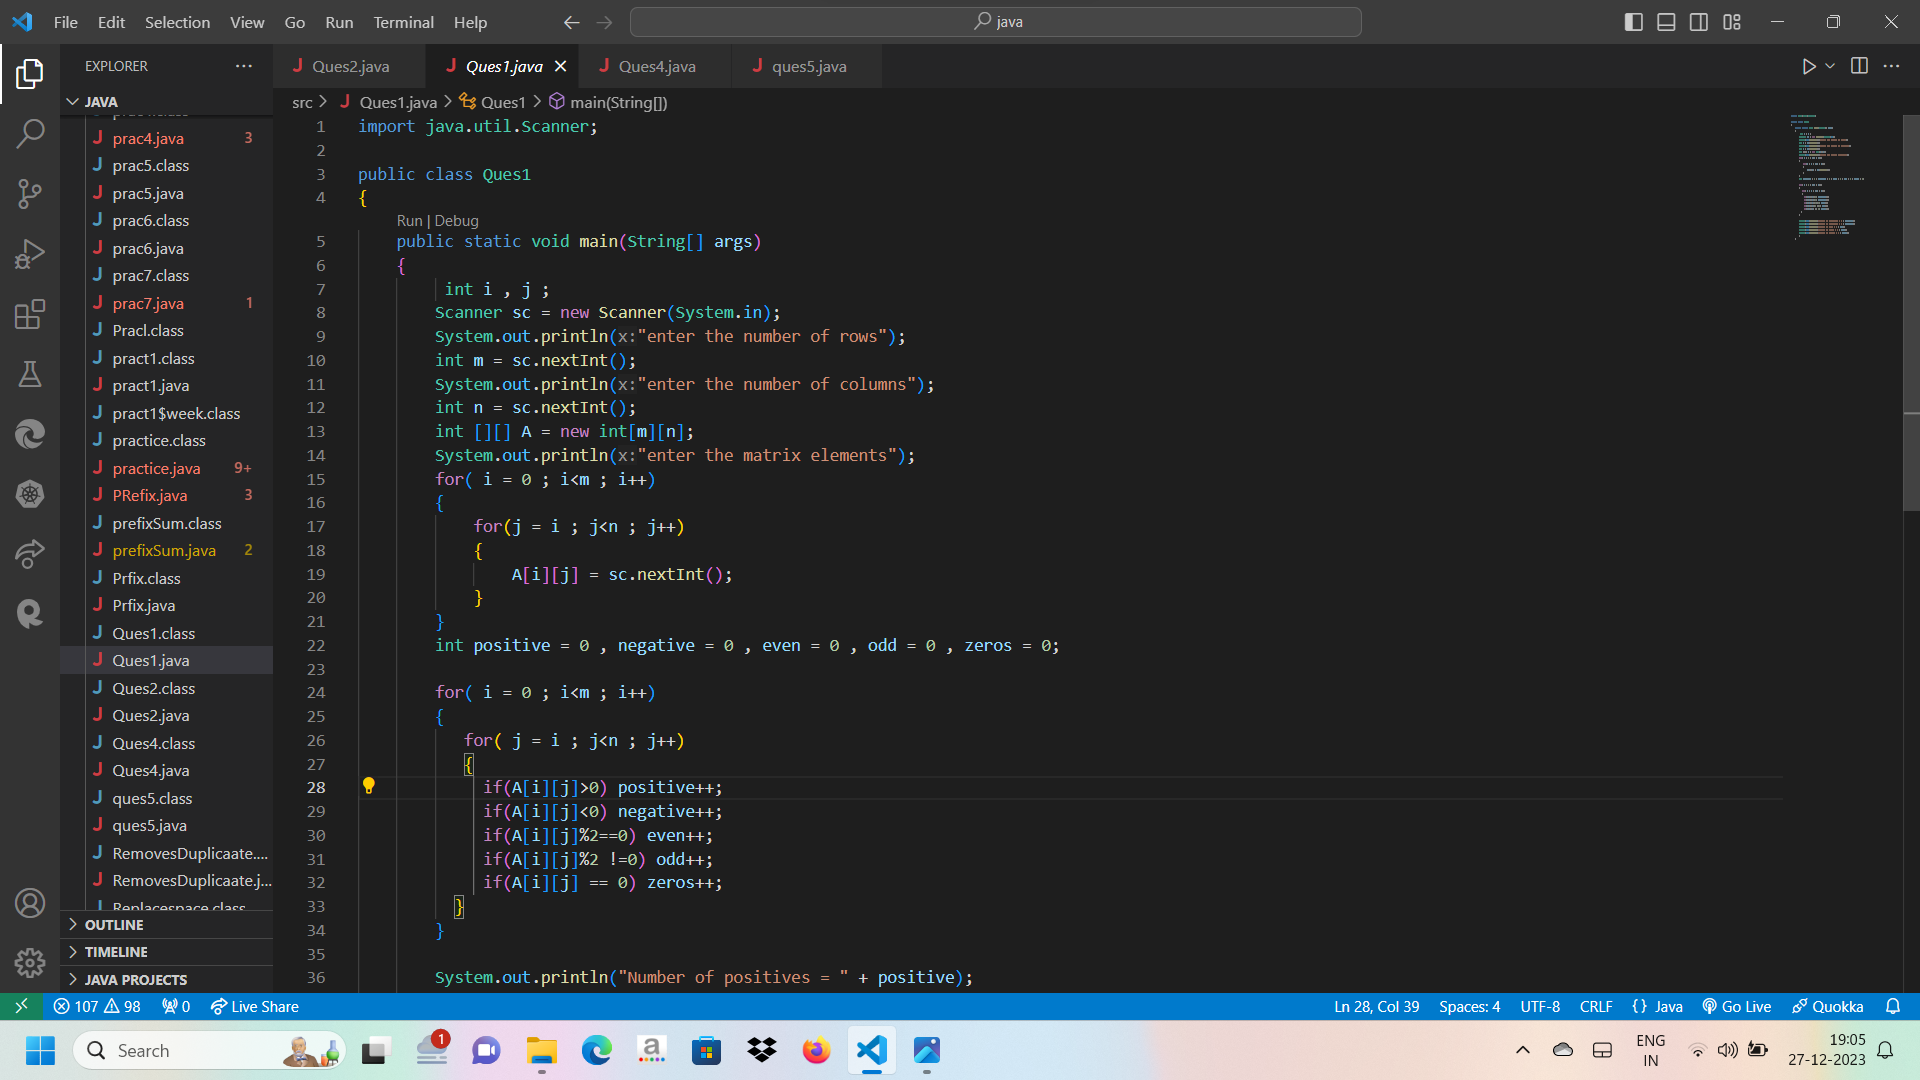 File Edit Selection View Go Run Terminal Help
java
EXPLORER
Ques2.java
Ques1.java
Ques4.java
ques5.java
JAVA
src > Ques1.java > Ques1 > main(String[])
prac4.java 3
prac5.class
prac5.java
prac6.class
prac6.java
prac7.class
prac7.java 1
Pracl.class
pract1.class
pract1.java
pract1$week.class
practice.class
practice.java 9+
PRefix.java 3
prefixSum.class
prefixSum.java 2
Prfix.class
Prfix.java
Ques1.class
Ques1.java
Ques2.class
Ques2.java
Ques4.class
Ques4.java
ques5.class
ques5.java
RemovesDuplicaate....
RemovesDuplicaate.j...
Replacespace.class
OUTLINE
TIMELINE
JAVA PROJECTS
1 import java.util.Scanner;
2
3 public class Ques1
4 {
Run | Debug
5 public static void main(String[] args)
6 {
7 int i , j ;
8 Scanner sc = new Scanner(System.in);
9 System.out.println(x:"enter the number of rows");
10 int m = sc.nextInt();
11 System.out.println(x:"enter the number of columns");
12 int n = sc.nextInt();
13 int [][] A = new int[m][n];
14 System.out.println(x:"enter the matrix elements");
15 for( i = 0 ; i<m ; i++)
16 {
17 for(j = i ; j<n ; j++)
18 {
19 A[i][j] = sc.nextInt();
20 }
21 }
22 int positive = 0 , negative = 0 , even = 0 , odd = 0 , zeros = 0;
23
24 for( i = 0 ; i<m ; i++)
25 {
26 for( j = i ; j<n ; j++)
27 {
28 if(A[i][j]>0) positive++;
29 if(A[i][j]<0) negative++;
30 if(A[i][j]%2==0) even++;
31 if(A[i][j]%2 !=0) odd++;
32 if(A[i][j] == 0) zeros++;
33 }
34 }
35
36 System.out.println("Number of positives = " + positive);
107 98 0 Live Share
Ln 28, Col 39 Spaces: 4 UTF-8 CRLF {} Java Go Live Quokka
Search
1
ENG
IN
19:05
27-12-2023